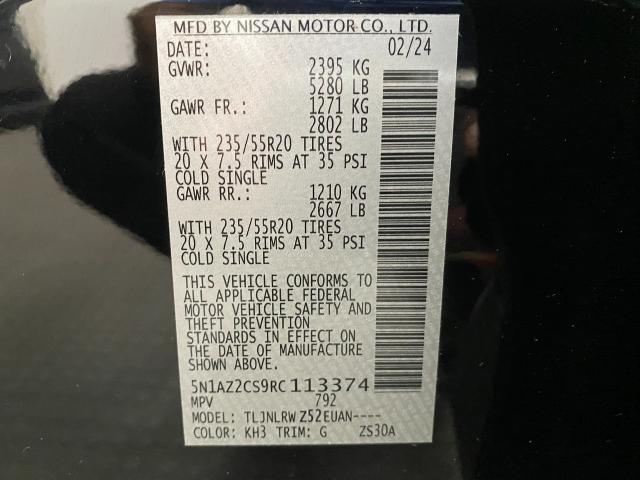 MFD BY NISSAN MOTOR CO., LTD.
DATE: 02/24
GVWR: 2395 KG
5280 LB
GAWR FR.: 1271 KG
2802 LB
WITH 235/55R20 TIRES
20 X 7.5 RIMS AT 35 PSI
COLD SINGLE
GAWR RR.: 1210 KG
2667 LB
WITH 235/55R20 TIRES
20 X 7.5 RIMS AT 35 PSI
COLD SINGLE
THIS VEHICLE CONFORMS TO
ALL APPLICABLE FEDERAL
MOTOR VEHICLE SAFETY AND
THEFT PREVENTION
STANDARDS IN EFFECT ON
THE DATE OF MANUFACTURE
SHOWN ABOVE.
5N1AZ2CS9RC113374
MPV 792
MODEL: TLJNLRWZ52EUAN----
COLOR: KH3 TRIM: G ZS30A